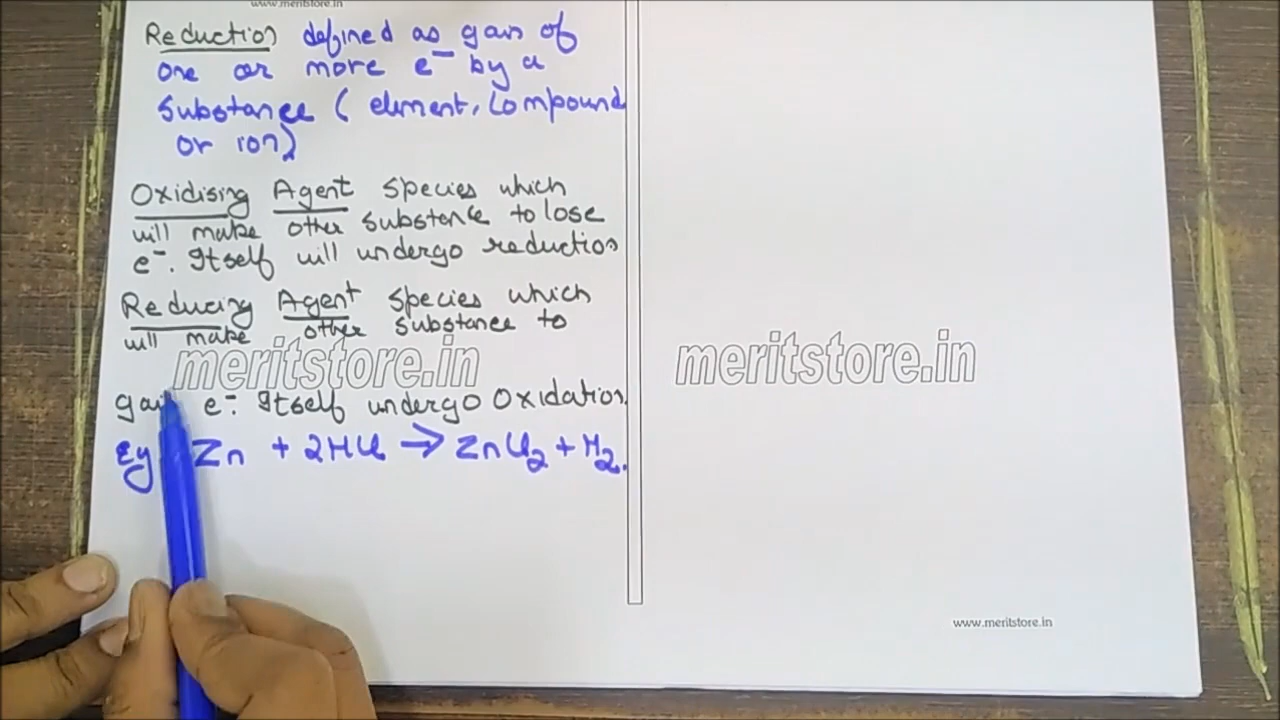 www.meritstore.in
Reduction defined as gain of
one or more e⁻ by a
substance ( element, Compound
or ion)
Oxidising Agent species which
will make other substance to lose
e⁻. Itself will undergo reduction
Reducing Agent species which
will make other substance to
meritstore.in
gain e⁻. Itself undergo Oxidation.
Eg Zn + 2HCl → ZnCl₂ + H₂.
meritstore.in
www.meritstore.in